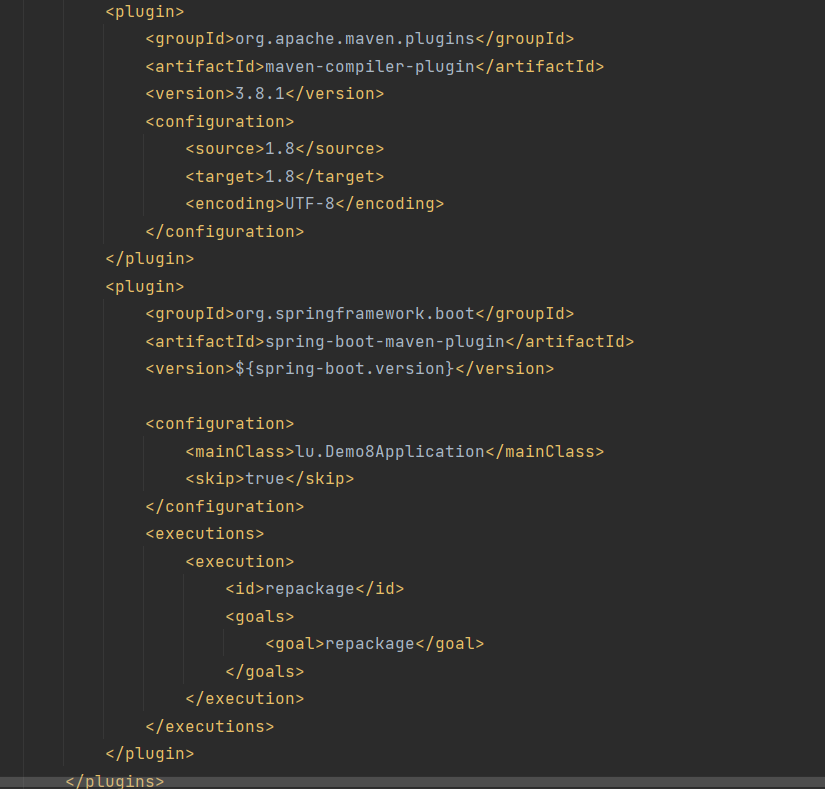 <plugin>
<groupId>org.apache.maven.plugins</groupId>
<artifactId>maven-compiler-plugin</artifactId>
<version>3.8.1</version>
<configuration>
<source>1.8</source>
<target>1.8</target>
<encoding>UTF-8</encoding>
</configuration>
</plugin>
<plugin>
<groupId>org.springframework.boot</groupId>
<artifactId>spring-boot-maven-plugin</artifactId>
<version>${spring-boot.version}</version>
<configuration>
<mainClass>lu.Demo8Application</mainClass>
<skip>true</skip>
</configuration>
<executions>
<execution>
<id>repackage</id>
<goals>
<goal>repackage</goal>
</goals>
</execution>
</executions>
</plugin>
</plugins>